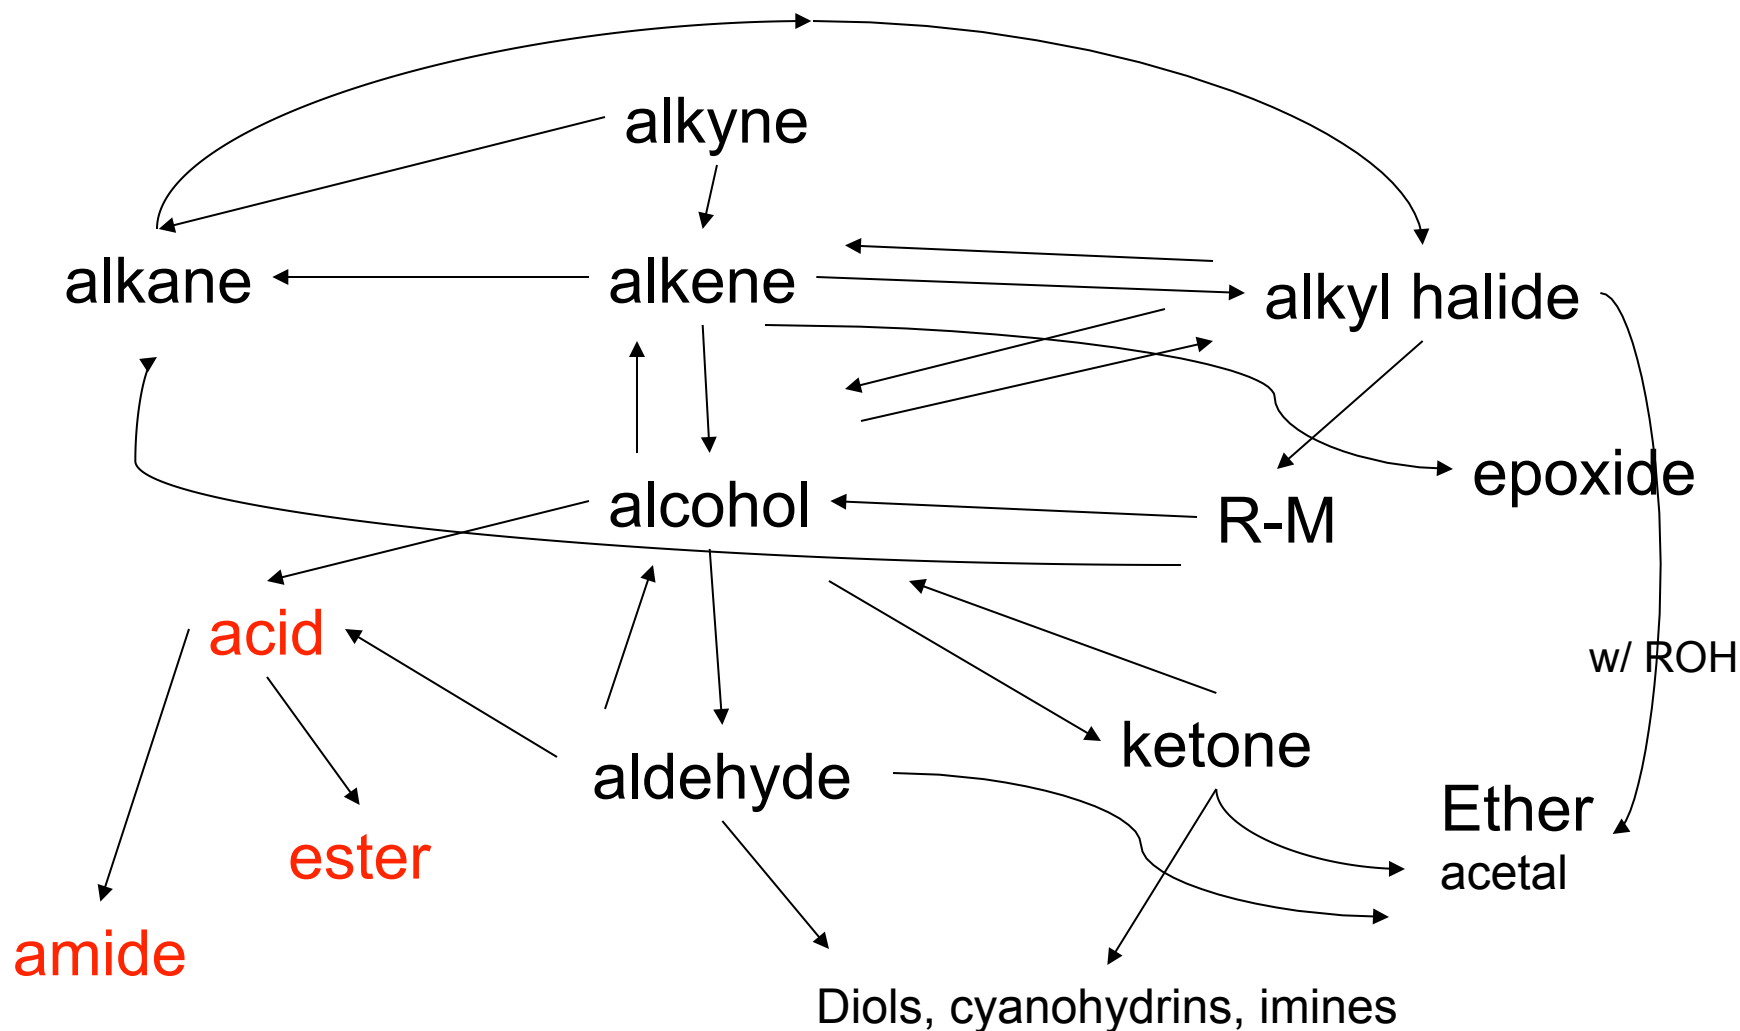 alkyne
alkane
alkene
alkyl halide
epoxide
alcohol
R-M
acid
w/ ROH
ketone
aldehyde
Ether
acetal
ester
amide
Diols, cyanohydrins, imines